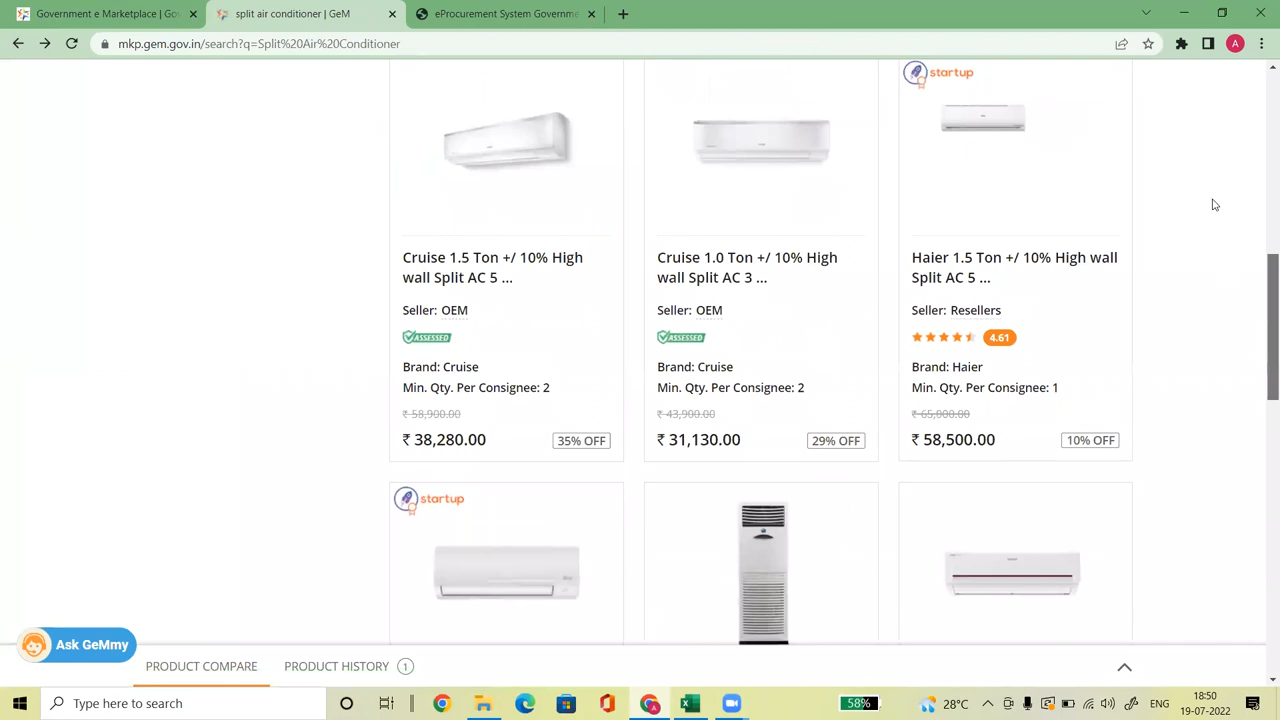 Government e Marketplace | Gov
split air conditioner | GeM
eProcurement System Governme
mkp.gem.gov.in/search?q=Split%20Air%20Conditioner
A
startup
Cruise 1.5 Ton +/ 10% High
wall Split AC 5 ...
Seller: OEM
ASSESSED
Brand: Cruise
Min. Qty. Per Consignee: 2
₹ 58,900.00
₹ 38,280.00
35% OFF
Cruise 1.0 Ton +/ 10% High
wall Split AC 3 ...
Seller: OEM
ASSESSED
Brand: Cruise
Min. Qty. Per Consignee: 2
₹ 43,900.00
₹ 31,130.00
29% OFF
Haier 1.5 Ton +/ 10% High wall
Split AC 5 ...
Seller: Resellers
4.61
Brand: Haier
Min. Qty. Per Consignee: 1
₹ 65,000.00
₹ 58,500.00
10% OFF
startup
Ask GeMmy
PRODUCT COMPARE
PRODUCT HISTORY 1
Type here to search
58%
28°C
ENG
18:50
19-07-2022